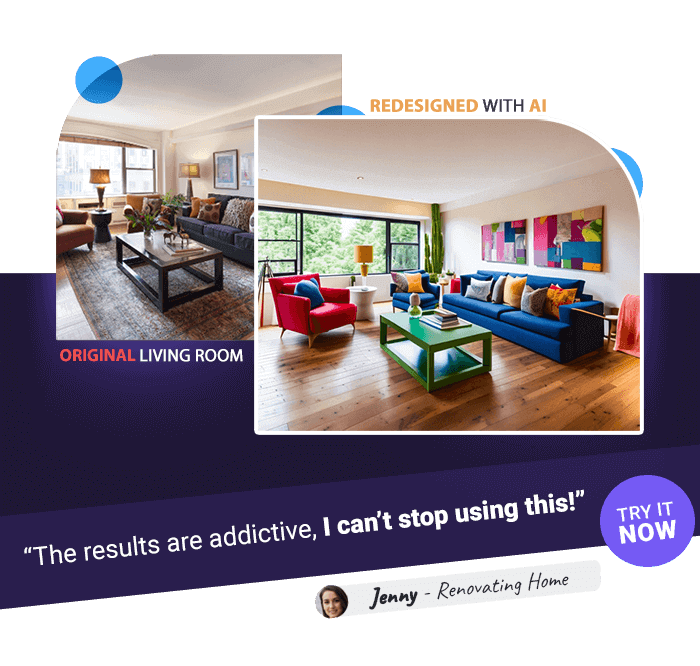 REDESIGNED WITH AI
ORIGINAL LIVING ROOM
“The results are addictive, I can’t stop using this!”
TRY IT
NOW
Jenny - Renovating Home